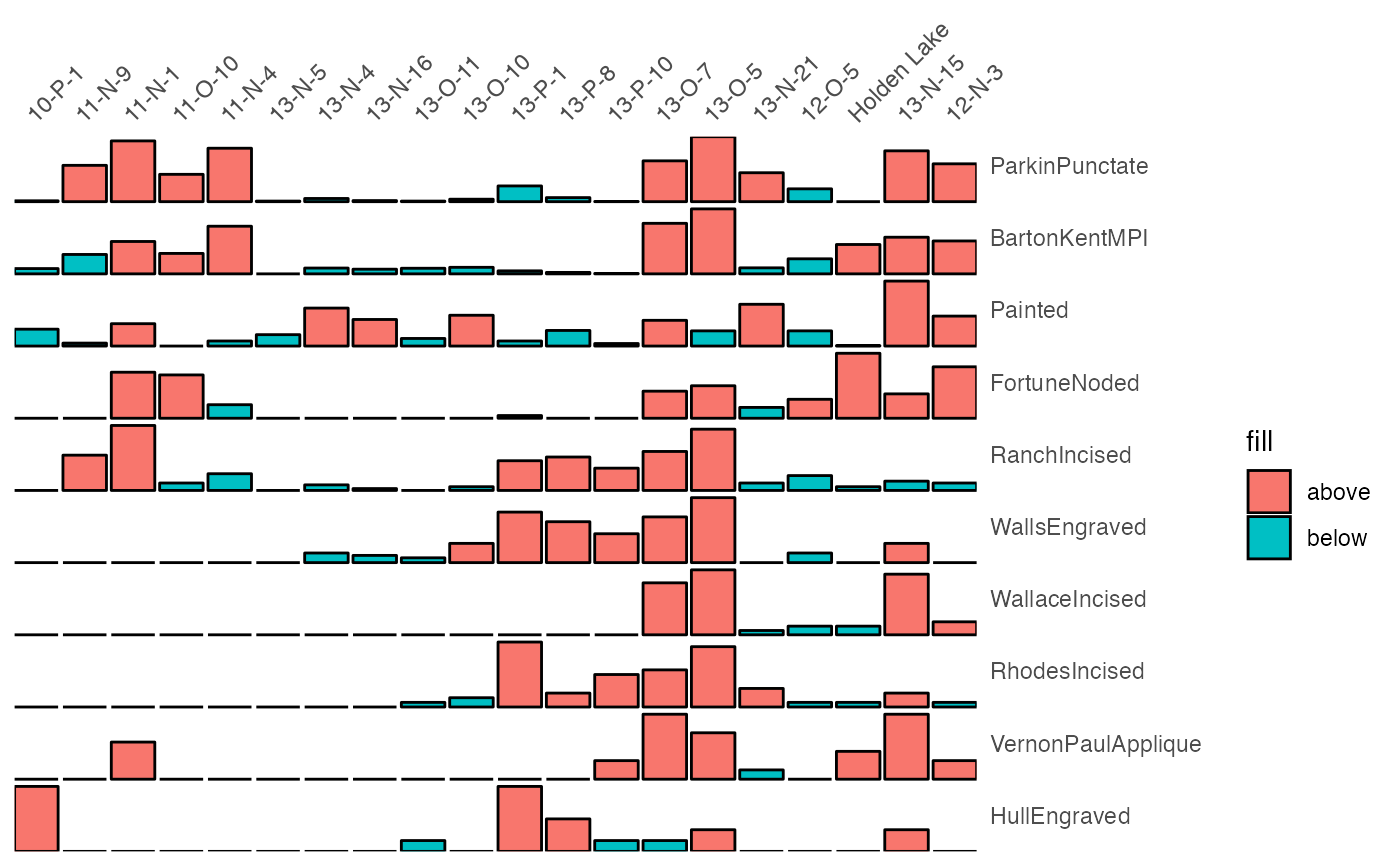 10-P-1
11-N-9
11-N-1
11-O-10
11-N-4
13-N-5
13-N-4
13-N-16
13-O-11
13-O-10
13-P-1
13-P-8
13-P-10
13-O-7
13-O-5
13-N-21
12-O-5
Holden Lake
13-N-15
12-N-3
ParkinPunctate
BartonKentMPI
Painted
FortuneNoded
RanchIncised
WallsEngraved
WallaceIncised
RhodesIncised
VernonPaulApplique
HullEngraved
fill
above
below